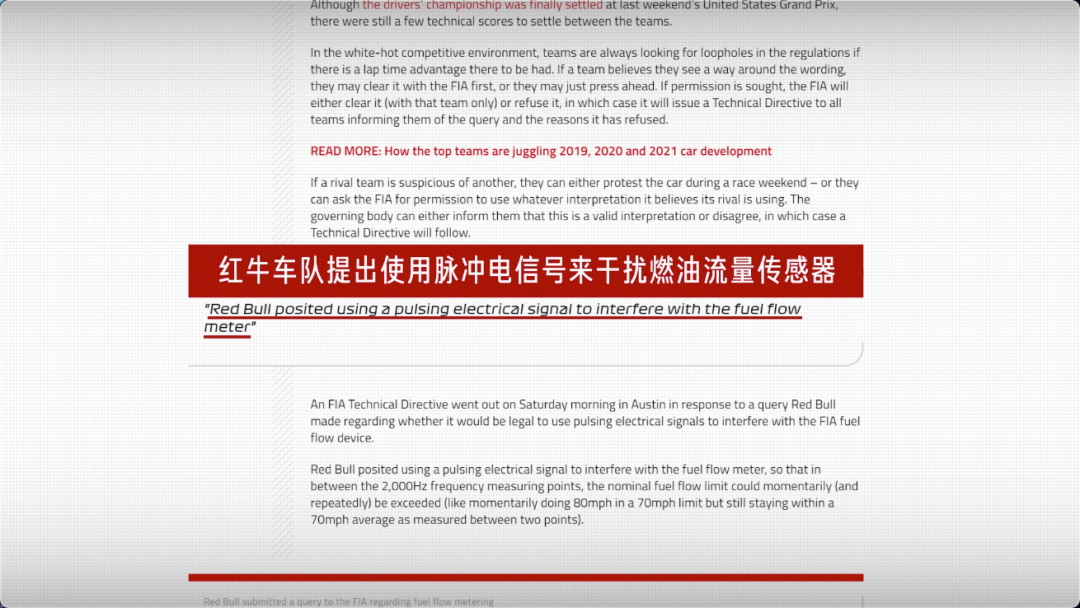 Although the drivers' championship was finally settled at last weekend's United States Grand Prix,
there were still a few technical scores to settle between the teams.
In the white-hot competitive environment, teams are always looking for loopholes in the regulations if
there is a lap time advantage there to be had. If a team believes they see a way around the wording,
they may clear it with the FIA first, or they may just press ahead. If permission is sought, the FIA will
either clear it (with that team only) or refuse it, in which case it will issue a Technical Directive to all
teams informing them of the query and the reasons it has refused.
READ MORE: How the top teams are juggling 2019, 2020 and 2021 car development
If a rival team is suspicious of another, they can either protest the car during a race weekend – or they
can ask the FIA for permission to use whatever interpretation it believes its rival is using. The
governing body can either inform them that this is a valid interpretation or disagree, in which case a
Technical Directive will follow.
红牛车队提出使用脉冲电信号来干扰燃油流量传感器
"Red Bull posited using a pulsing electrical signal to interfere with the fuel flow
meter"
An FIA Technical Directive went out on Saturday morning in Austin in response to a query Red Bull
made regarding whether it would be legal to use pulsing electrical signals to interfere with the FIA fuel
flow device.
Red Bull posited using a pulsing electrical signal to interfere with the fuel flow meter, so that in
between the 2,000Hz frequency measuring points, the nominal fuel flow limit could momentarily (and
repeatedly) be exceeded (like momentarily doing 80mph in a 70mph limit but still staying within a
70mph average as measured between two points).
Red Bull submitted a query to the FIA regarding fuel flow metering